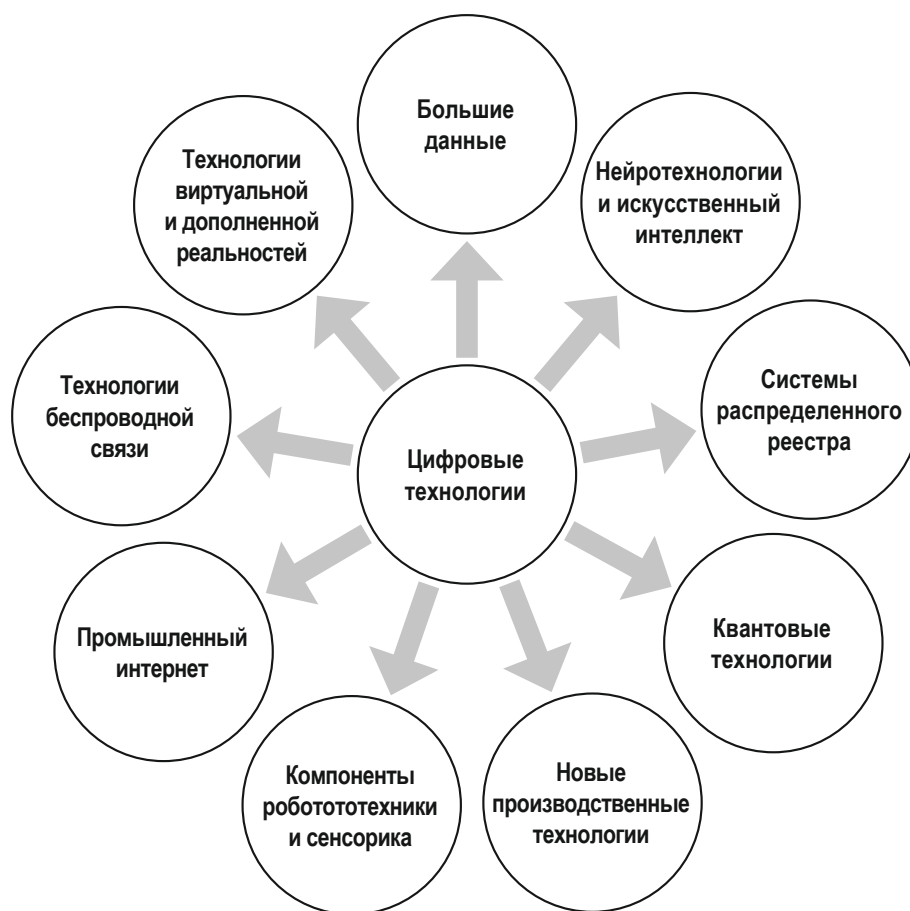 Большие
данные
Нейротехнологии
и искусственный
интеллект
Системы
распределенного
реестра
Квантовые
технологии
Новые
производственные
технологии
Компоненты
роботототехники
и сенсорика
Промышленный
интернет
Технологии
беспроводной
связи
Технологии
виртуальной
и дополненной
реальностей
Цифровые
технологии